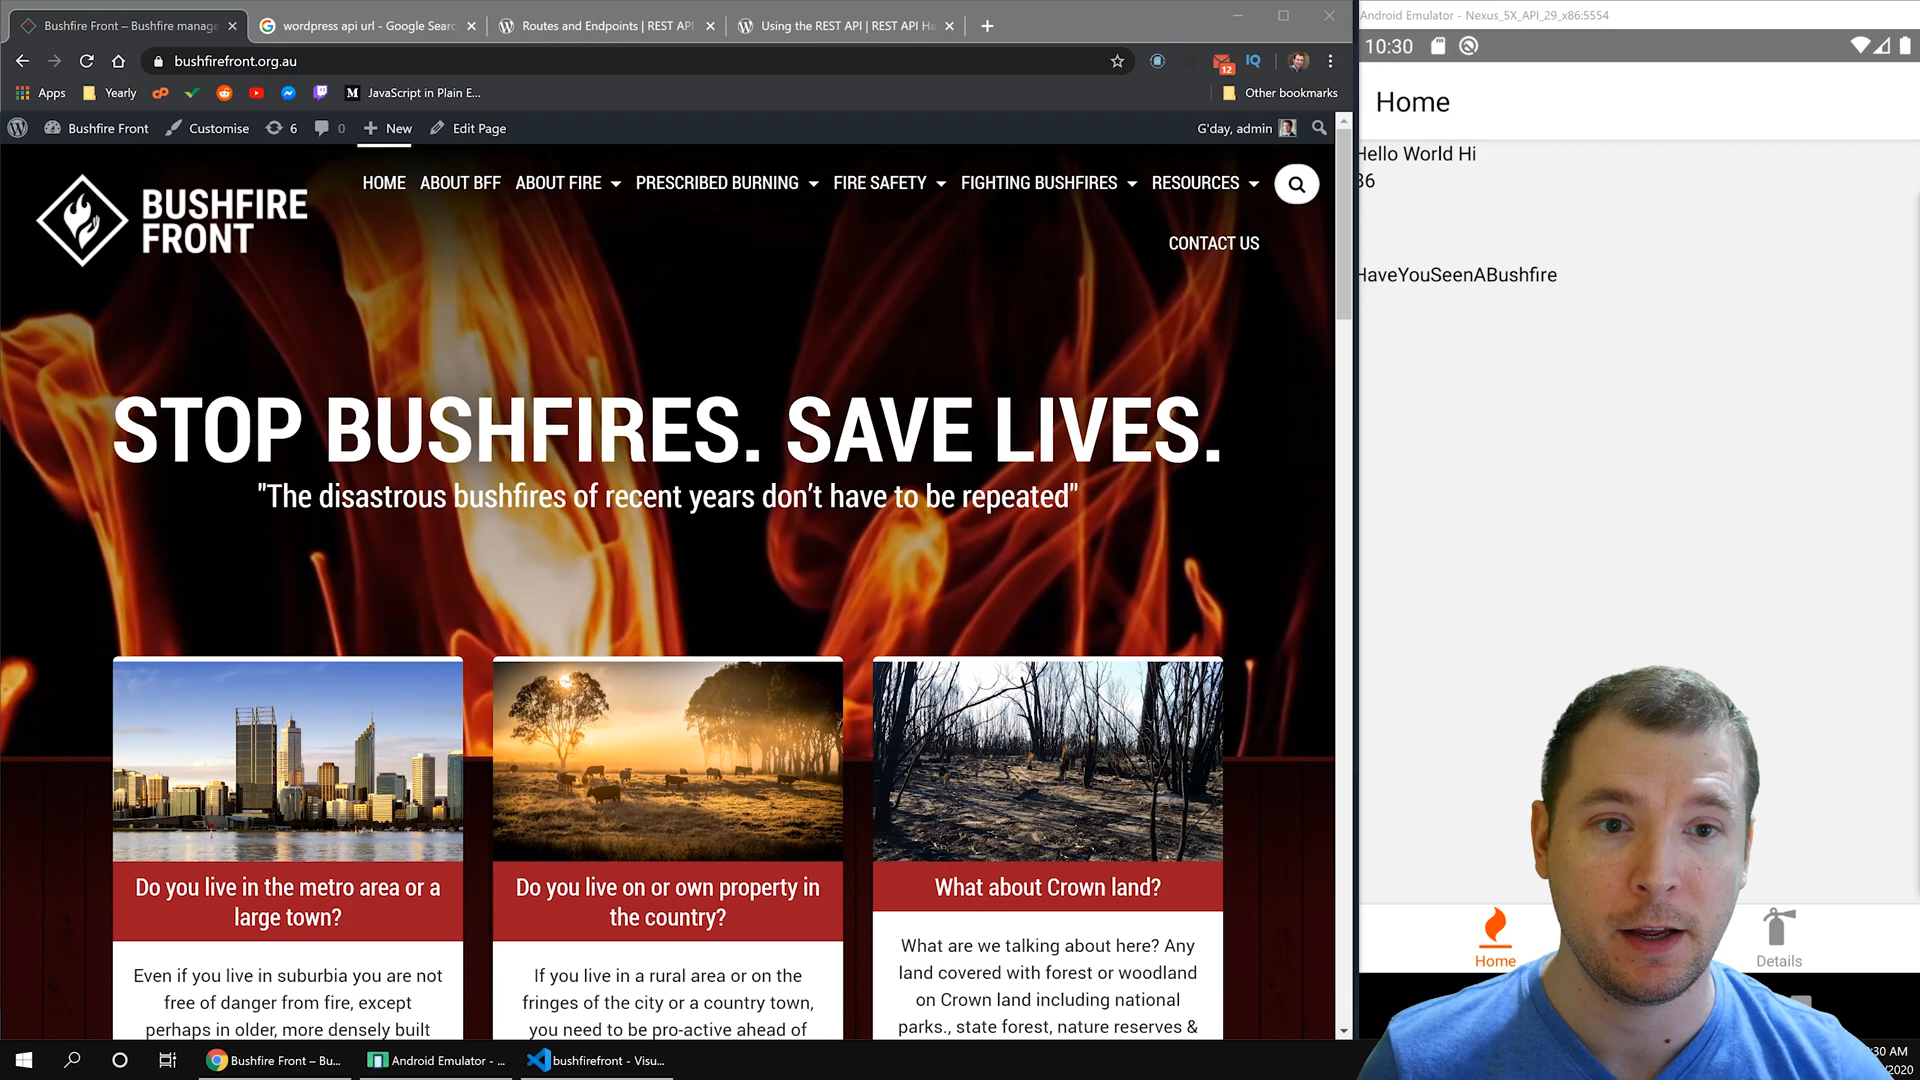 Bushfire Front – Bushfire manage
wordpress api url - Google Searc
Routes and Endpoints | REST API
Using the REST API | REST API Ha
bushfirefront.org.au
12
IQ
Apps
Yearly
M
JavaScript in Plain E...
Other bookmarks
Bushfire Front
Customise
6
0
New
Edit Page
G'day, admin
BUSHFIRE
FRONT
HOME
ABOUT BFF
ABOUT FIRE
PRESCRIBED BURNING
FIRE SAFETY
FIGHTING BUSHFIRES
RESOURCES
CONTACT US
STOP BUSHFIRES. SAVE LIVES.
"The disastrous bushfires of recent years don't have to be repeated"
Do you live in the metro area or a
large town?
Even if you live in suburbia you are not
free of danger from fire, except
perhaps in older, more densely built
Do you live on or own property in
the country?
If you live in a rural area or on the
fringes of the city or a country town,
you need to be pro-active ahead of
What about Crown land?
What are we talking about here? Any
land covered with forest or woodland
on Crown land including national
parks., state forest, nature reserves &
Android Emulator - Nexus_5X_API_29_x86:5554
10:30
Home
Hello World Hi
36
HaveYouSeenABushfire
Home
Details
Bushfire Front – Bu...
Android Emulator - ...
bushfirefront - Visu...
:30 AM
/2020